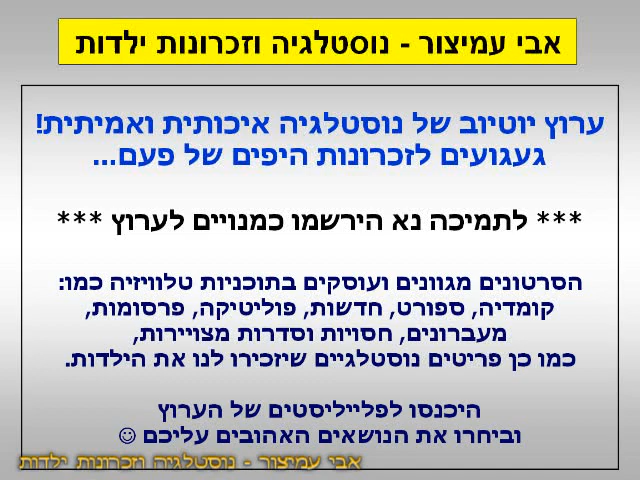 אבי עמיצור - נוסטלגיה וזכרונות ילדות
ערוץ יוטיוב של נוסטלגיה איכותית ואמיתית!
געגועים לזכרונות היפים של פעם...
*** לתמיכה נא הירשמו כמנויים לערוץ ***
הסרטונים מגוונים ועוסקים בתוכניות טלוויזיה כמו:
קומדיה, ספורט, חדשות, פוליטיקה, פרסומות,
מעברונים, חסויות וסדרות מצויירות,
כמו כן פריטים נוסטלגיים שיזכירו לנו את הילדות.
היכנסו לפלייליסטים של הערוץ
וביחרו את הנושאים האהובים עליכם ☺
אבי עמיצור - נוסטלגיה וזכרונות ילדות